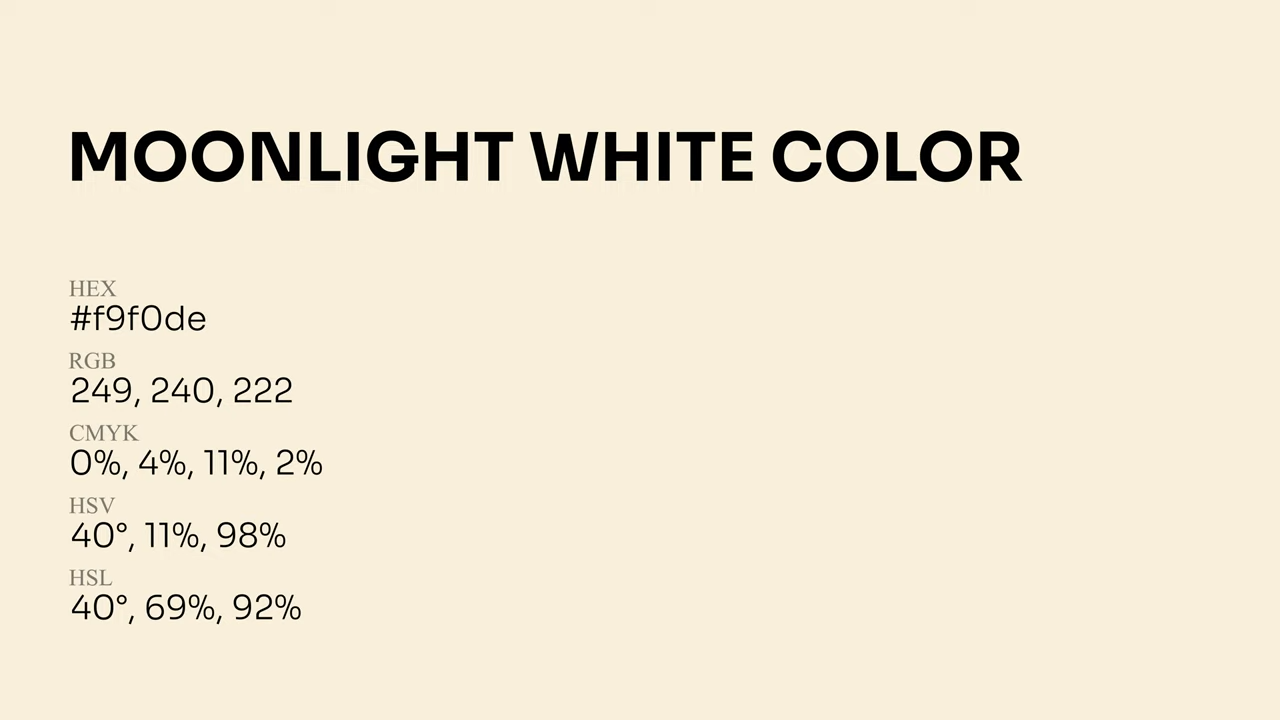 MOONLIGHT WHITE COLOR
HEX
#f9f0de
RGB
249, 240, 222
CMYK
0%, 4%, 11%, 2%
HSV
40°, 11%, 98%
HSL
40°, 69%, 92%